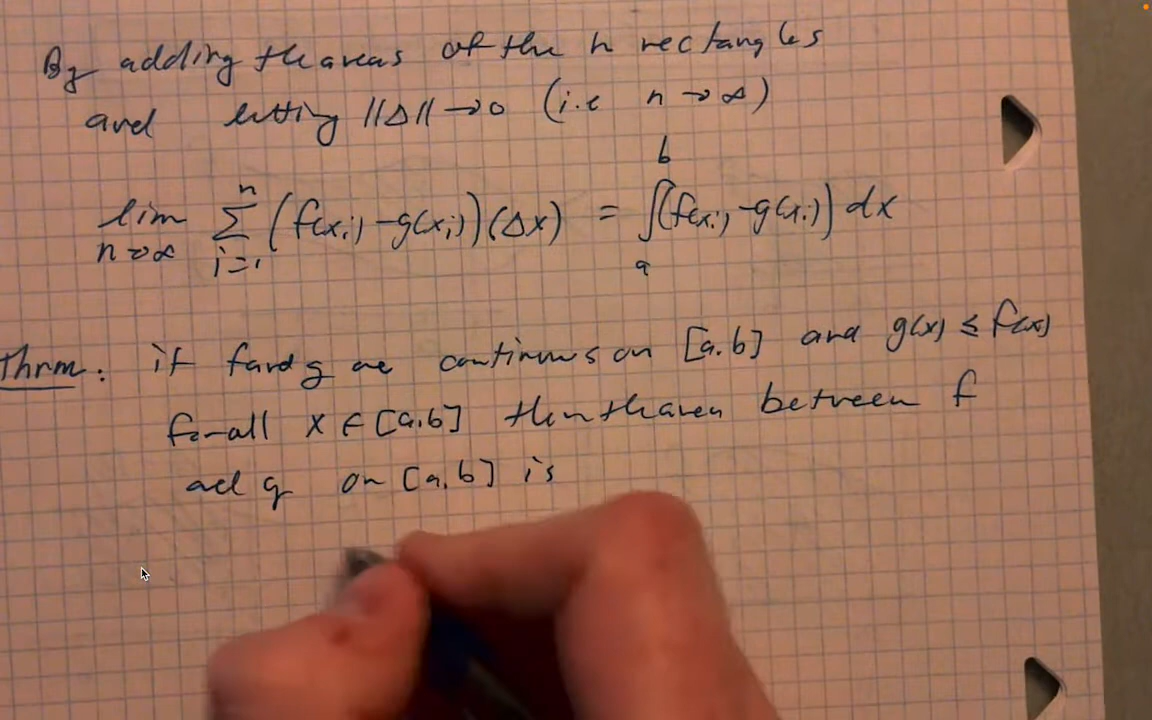 By adding the areas of the n rectangles
and letting ||Δ|| → 0 (i.e n → ∞)
lim n→∞ n Σ i=1 (f(xi) - g(xi))(Δx) = b ∫ a (f(xi) - g(xi)) dx
Thrm: if f and g are continuous on [a,b] and g(x) ≤ f(x)
for all x ∈ [a,b] then the area between f
and g on [a,b] is